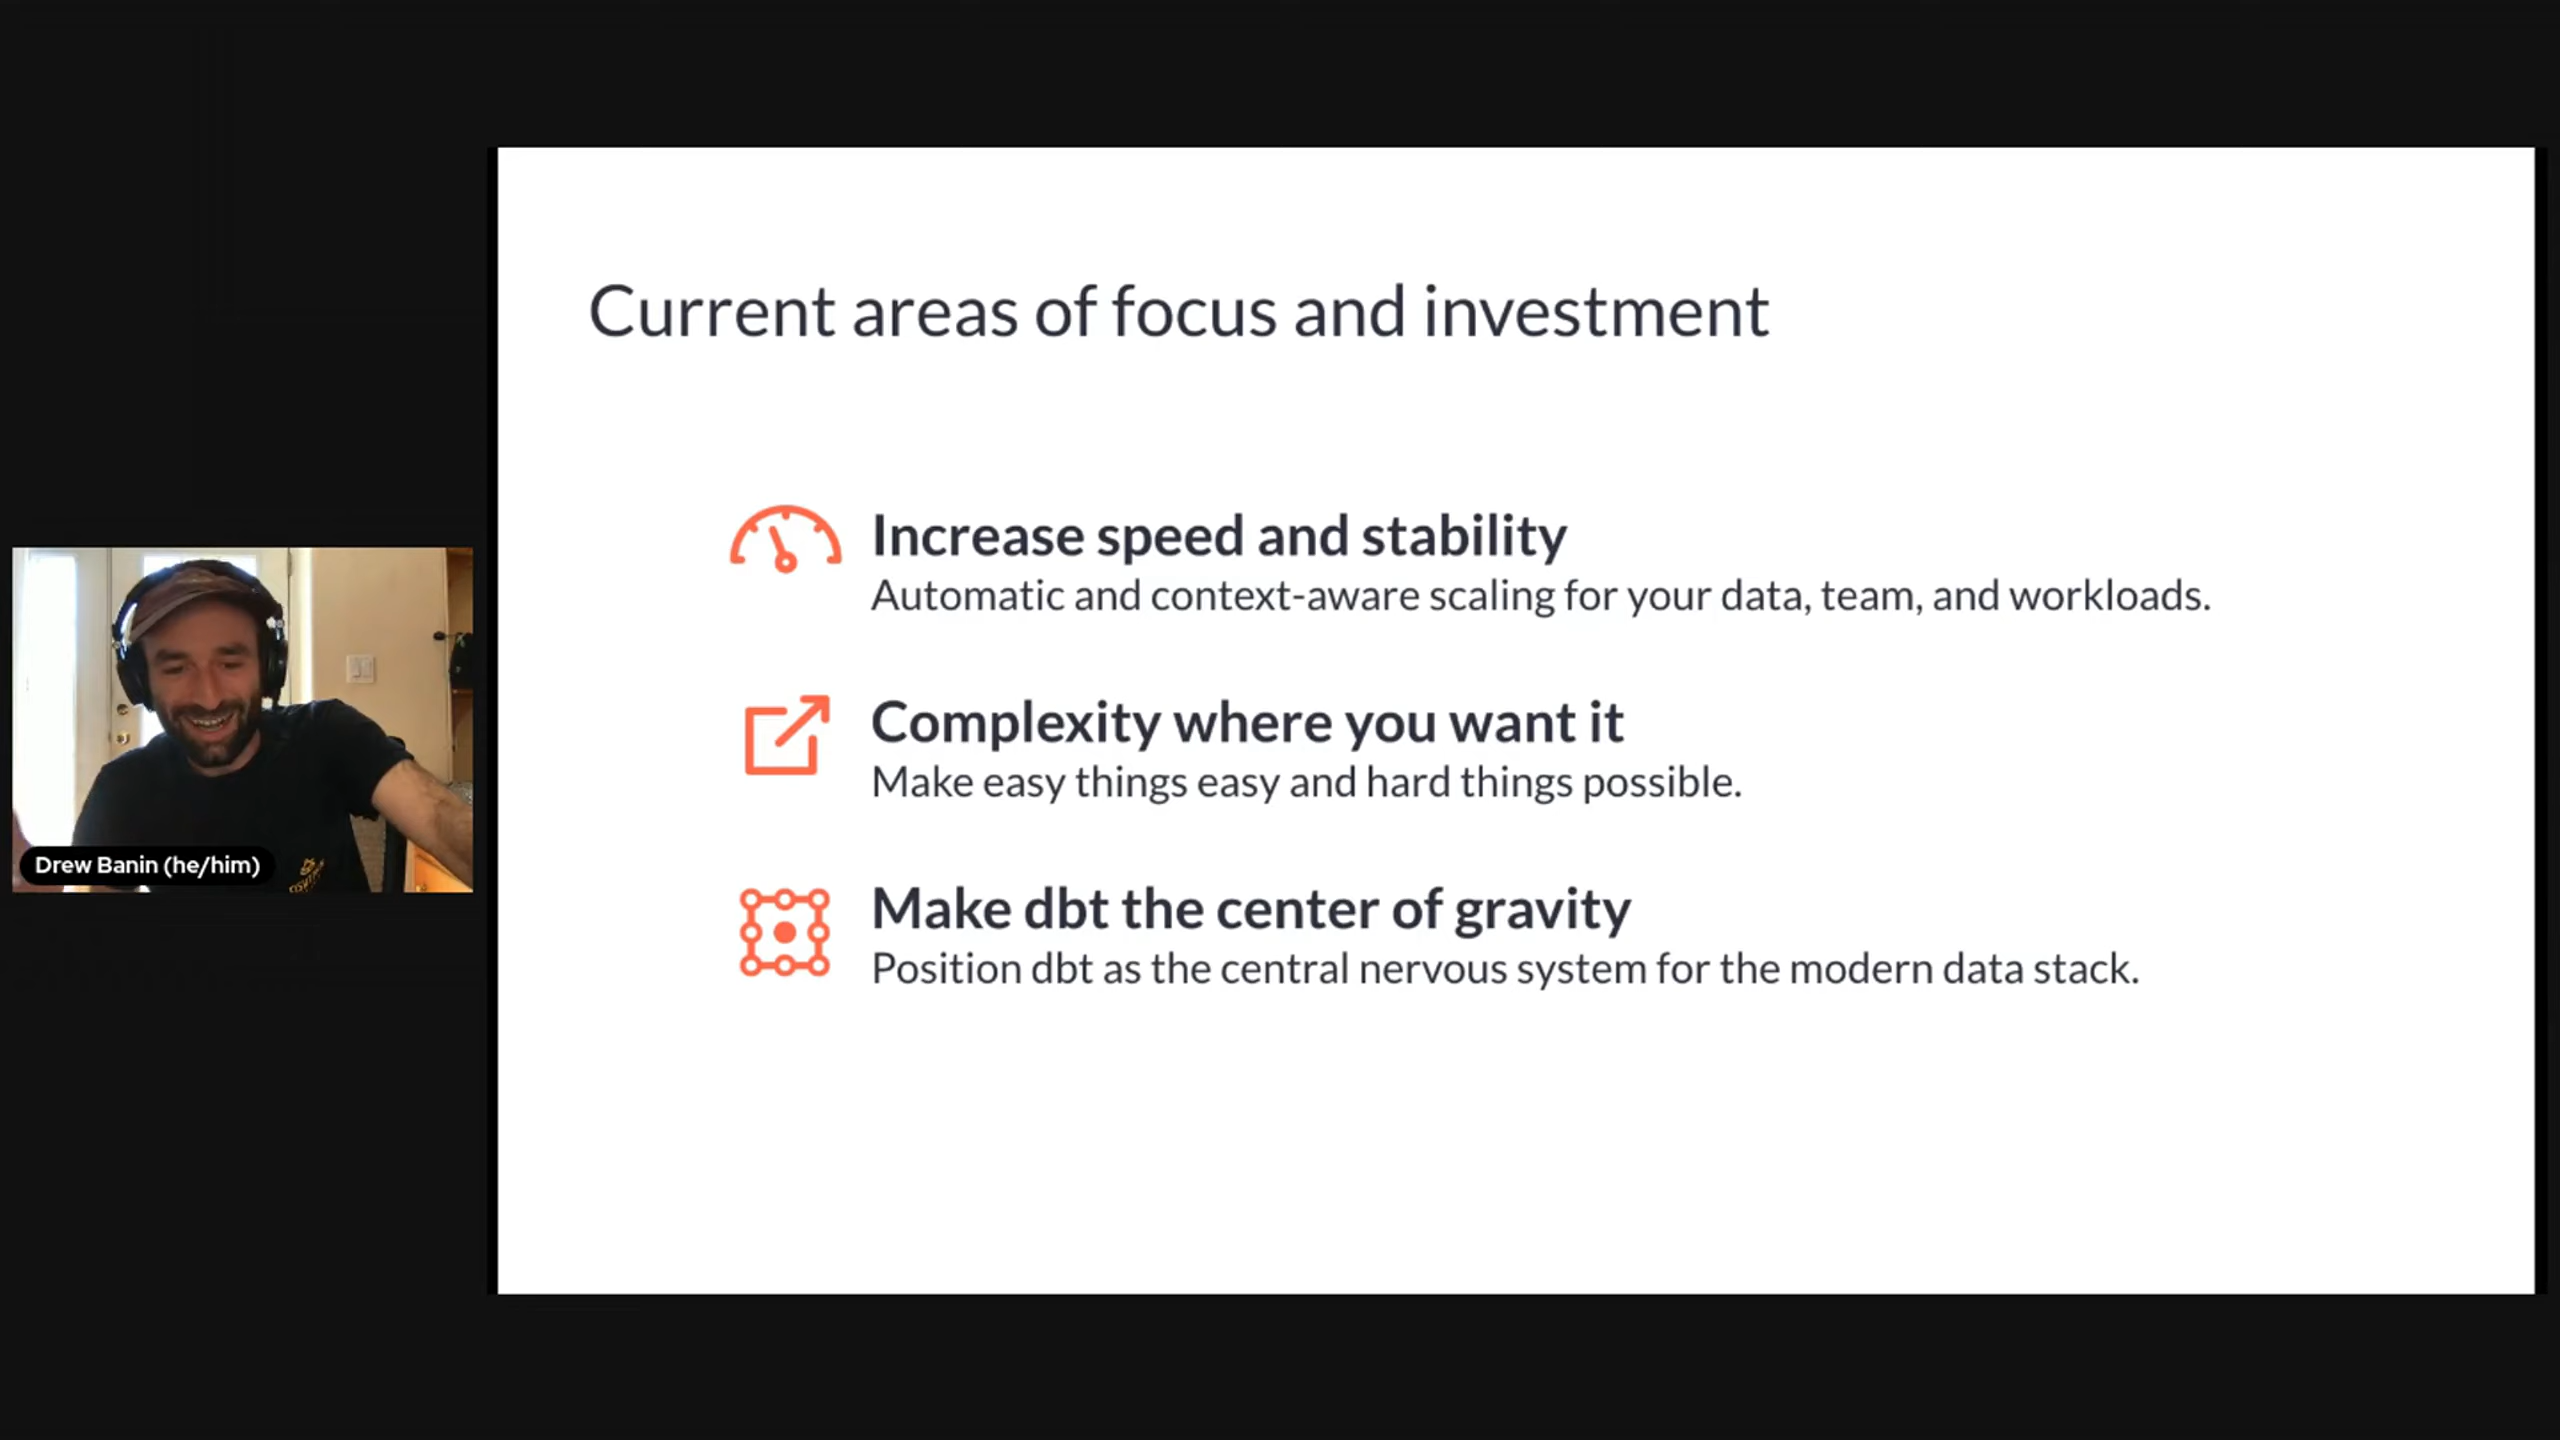 Current areas of focus and investment
Increase speed and stability
Automatic and context-aware scaling for your data, team, and workloads.
Complexity where you want it
Make easy things easy and hard things possible.
Make dbt the center of gravity
Position dbt as the central nervous system for the modern data stack.
Drew Banin (he/him)